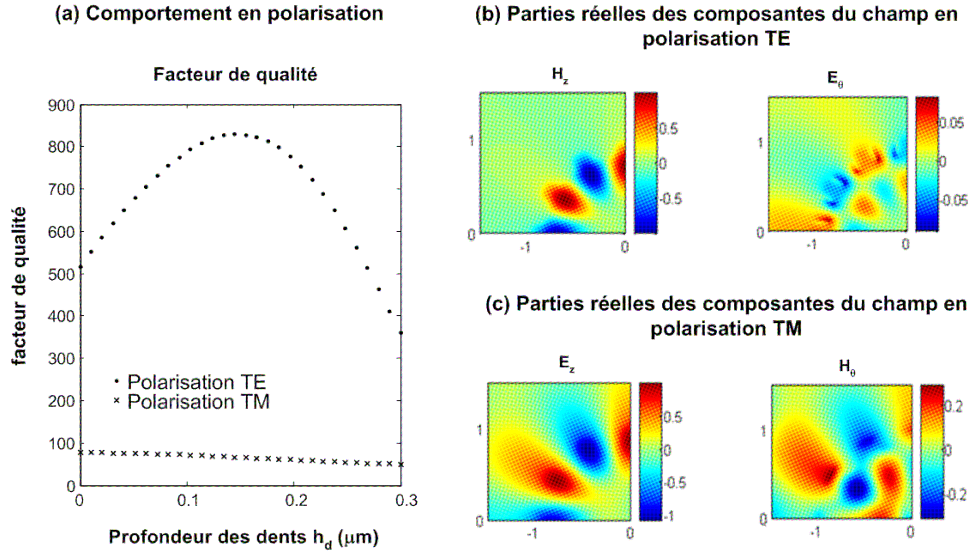 (a) Comportement en polarisation
Facteur de qualité
900
800
700
600
500
400
300
200
100
0
facteur de qualité
• Polarisation TE
× Polarisation TM
0 0.1 0.2 0.3
Profondeur des dents h_d (μm)
(b) Parties réelles des composantes du champ en
polarisation TE
H_z
1
0
-1 0
0.5
0
-0.5
E_θ
1
0
-1 0
0.05
0
-0.05
(c) Parties réelles des composantes du champ en
polarisation TM
E_z
1
0
-1 0
0.5
0
-0.5
-1
H_θ
1
0
-1 0
0.2
0
-0.2